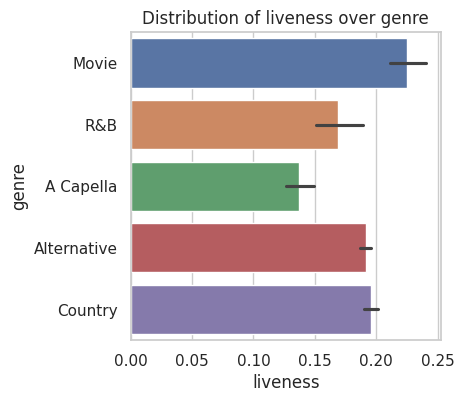 Distribution of liveness over genre
genre
Movie
R&B
A Capella
Alternative
Country
0.00 0.05 0.10 0.15 0.20 0.25
liveness